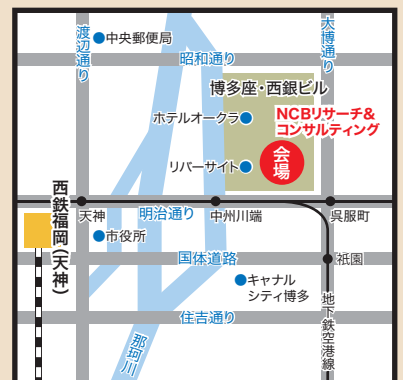 渡辺通り
中央郵便局
大博通り
昭和通り
博多座・西銀ビル
ホテルオークラ
NCBリサーチ&
コンサルティング
リバーサイト
会場
西鉄福岡(天神)
天神
明治通り
中州川端
呉服町
市役所
国体道路
祇園
キャナル
シティ博多
地下鉄空港線
住吉通り
那珂川